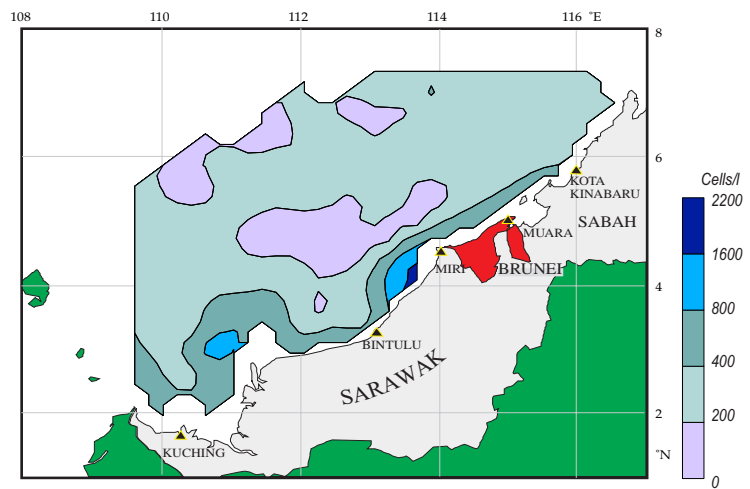 108 110 112 114 116 °E
8
6
Cells/l
2200
KOTA
KINABARU
SABAH
MUARA
1600
MIRI
BRUNEI
4
800
BINTULU
400
SARAWAK
2
200
KUCHING
°N
0